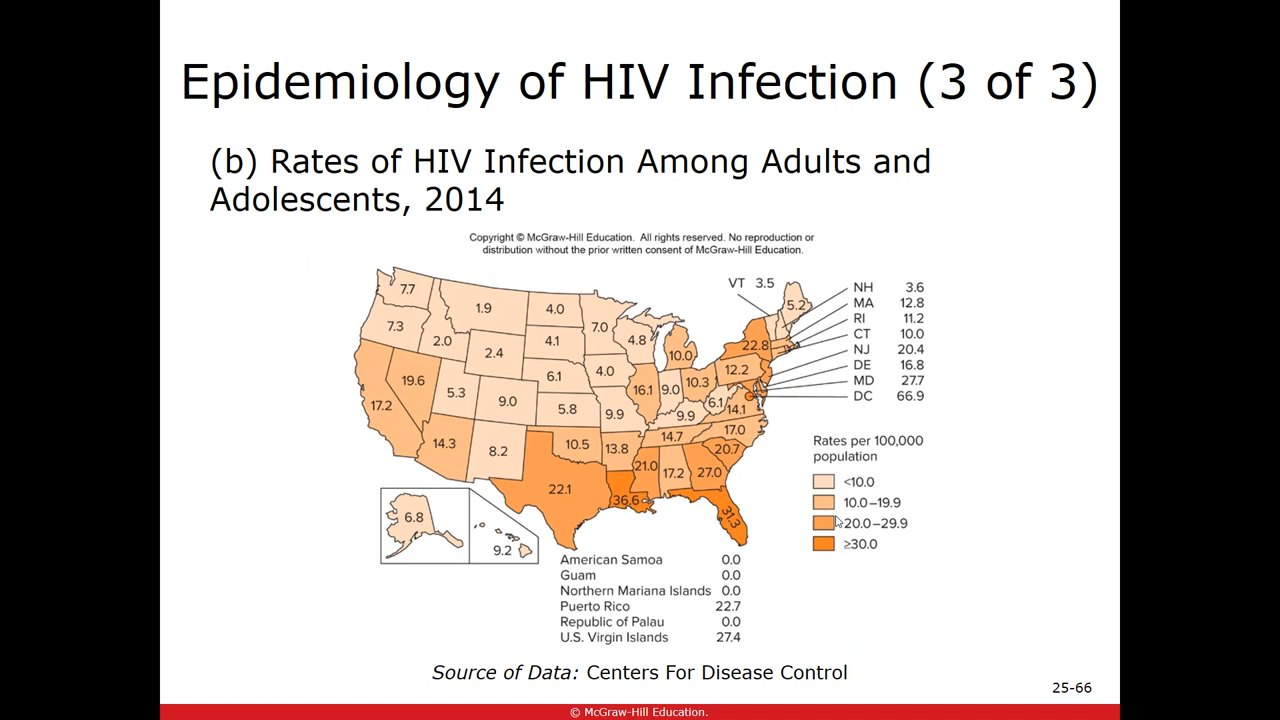 Epidemiology of HIV Infection (3 of 3)
(b) Rates of HIV Infection Among Adults and
Adolescents, 2014
Copyright © McGraw-Hill Education. All rights reserved. No reproduction or
distribution without the prior written consent of McGraw-Hill Education.
VT 3.5
NH 3.6
MA 12.8
RI 11.2
CT 10.0
NJ 20.4
DE 16.8
MD 27.7
DC 66.9
7.7
1.9
4.0
7.0
5.2
7.3
2.0
2.4
4.1
4.8
10.0
22.8
19.6
5.3
9.0
6.1
4.0
16.1
9.0
10.3
12.2
17.2
5.8
9.9
9.9
6.1
14.1
14.3
8.2
10.5
13.8
14.7
17.0
22.1
36.6
21.0
17.2
27.0
20.7
31.3
6.8
9.2
Rates per 100,000
population
<10.0
10.0–19.9
20.0–29.9
≥30.0
American Samoa 0.0
Guam 0.0
Northern Mariana Islands 0.0
Puerto Rico 22.7
Republic of Palau 0.0
U.S. Virgin Islands 27.4
Source of Data: Centers For Disease Control
25-66
© McGraw-Hill Education.